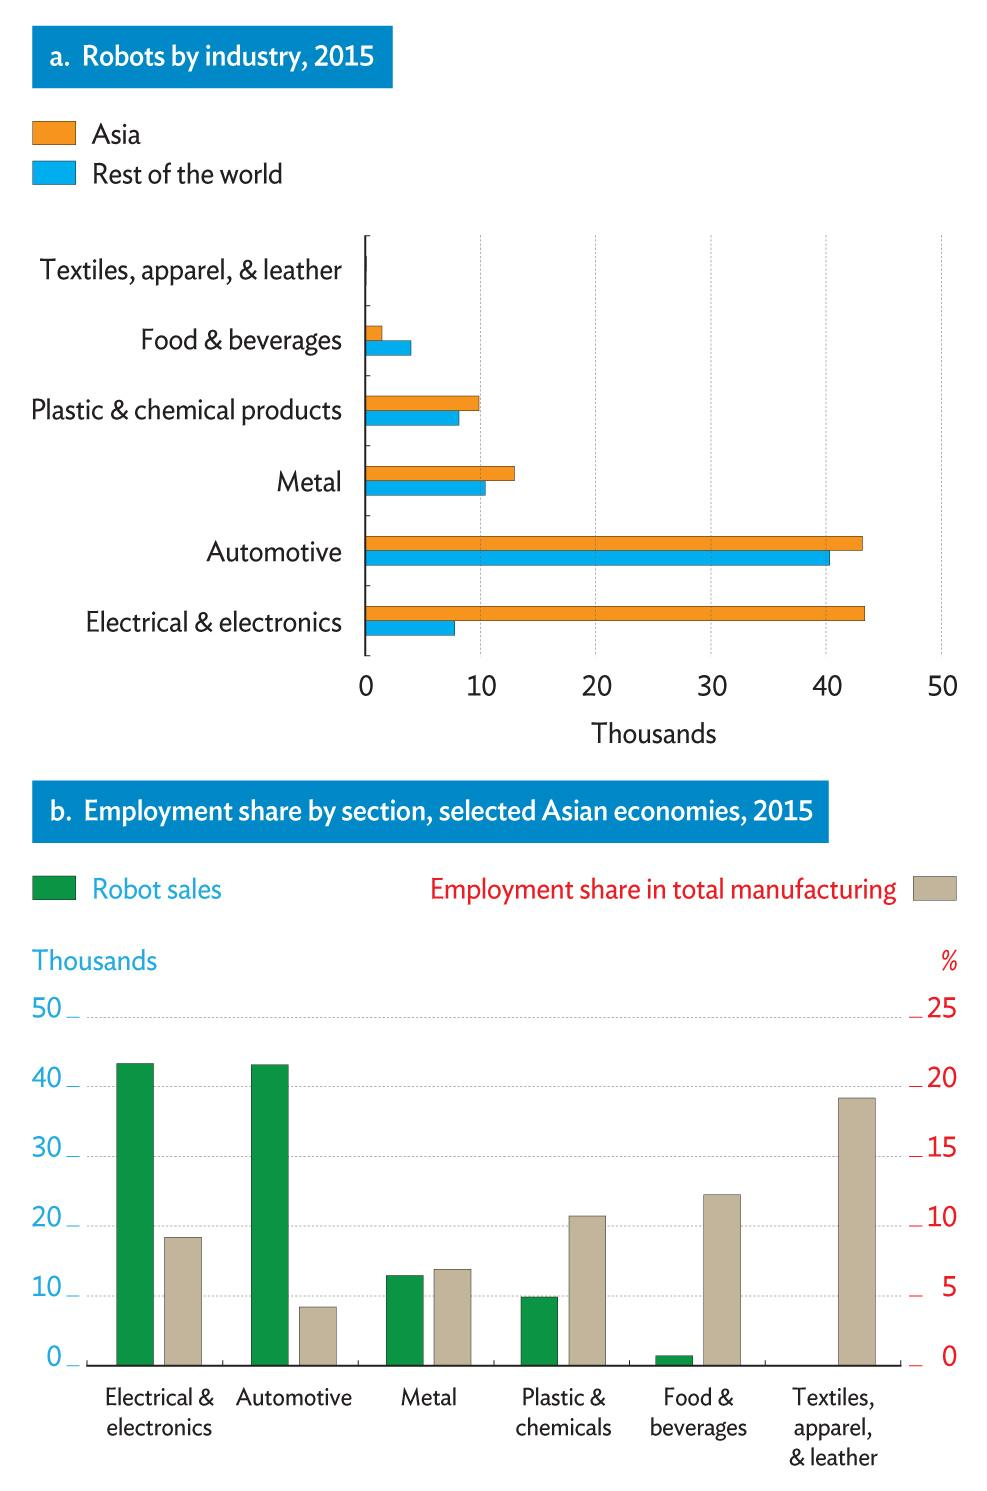 a. Robots by industry, 2015
Asia
Rest of the world
Textiles, apparel, & leather
Food & beverages
Plastic & chemical products
Metal
Automotive
Electrical & electronics
0 10 20 30 40 50
Thousands
b. Employment share by section, selected Asian economies, 2015
Robot sales
Employment share in total manufacturing
Thousands
%
50
25
40
20
30
15
20
10
10
5
0
0
Electrical &
electronics
Automotive
Metal
Plastic &
chemicals
Food &
beverages
Textiles,
apparel,
& leather